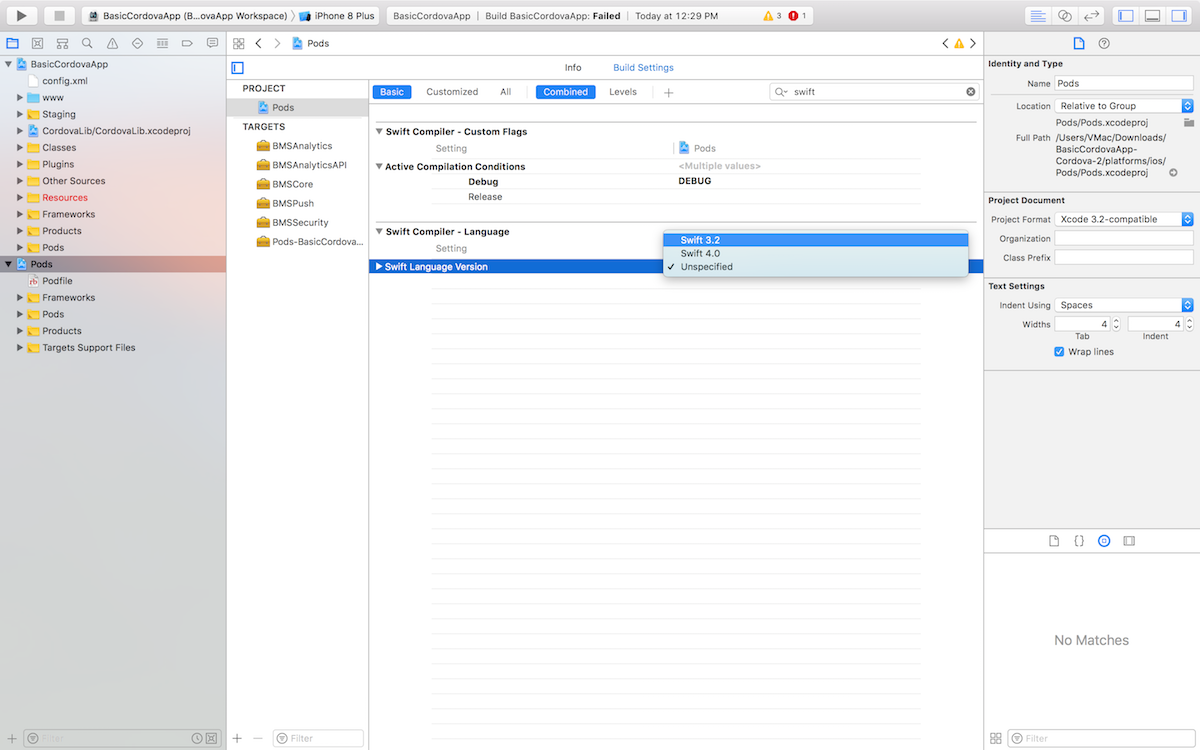 BasicCordovaApp (B...ovaApp Workspace) 〉 iPhone 8 Plus
BasicCordovaApp | Build BasicCordovaApp: Failed | Today at 12:29 PM
3
1
BasicCordovaApp
config.xml
www
Staging
CordovaLib/CordovaLib.xcodeproj
Classes
Plugins
Other Sources
Resources
Frameworks
Products
Pods
Pods
Podfile
Frameworks
Pods
Products
Targets Support Files
Filter
Pods
Info
Build Settings
PROJECT
Pods
TARGETS
BMSAnalytics
BMSAnalyticsAPI
BMSCore
BMSPush
BMSSecurity
Pods-BasicCordova...
Filter
Basic Customized All Combined Levels
swift
Swift Compiler - Custom Flags
Setting Pods
Active Compilation Conditions <Multiple values>
Debug DEBUG
Release
Swift Compiler - Language
Setting
Swift Language Version
Swift 3.2
Swift 4.0
✓ Unspecified
Identity and Type
Name Pods
Location Relative to Group
Pods/Pods.xcodeproj
Full Path /Users/VMac/Downloads/
BasicCordovaApp-
Cordova-2/platforms/ios/
Pods/Pods.xcodeproj
Project Document
Project Format Xcode 3.2-compatible
Organization
Class Prefix
Text Settings
Indent Using Spaces
Widths 4 4
Tab Indent
Wrap lines
No Matches
Filter